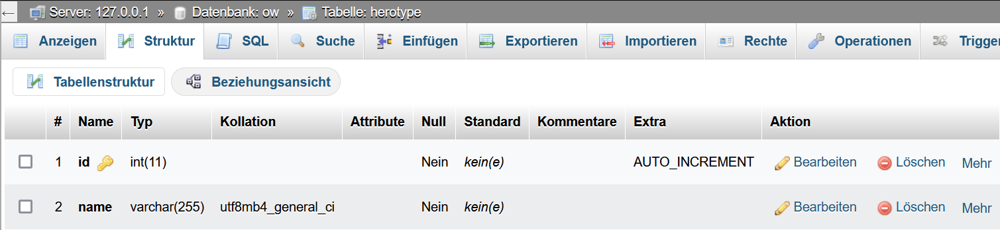 ← Server: 127.0.0.1 » Datenbank: ow » Tabelle: herotype
Anzeigen Struktur SQL Suche Einfügen Exportieren Importieren Rechte Operationen Trigger
Tabellenstruktur Beziehungsansicht
# Name Typ Kollation Attribute Null Standard Kommentare Extra Aktion
1 id int(11) Nein kein(e) AUTO_INCREMENT Bearbeiten Löschen Mehr
2 name varchar(255) utf8mb4_general_ci Nein kein(e) Bearbeiten Löschen Mehr